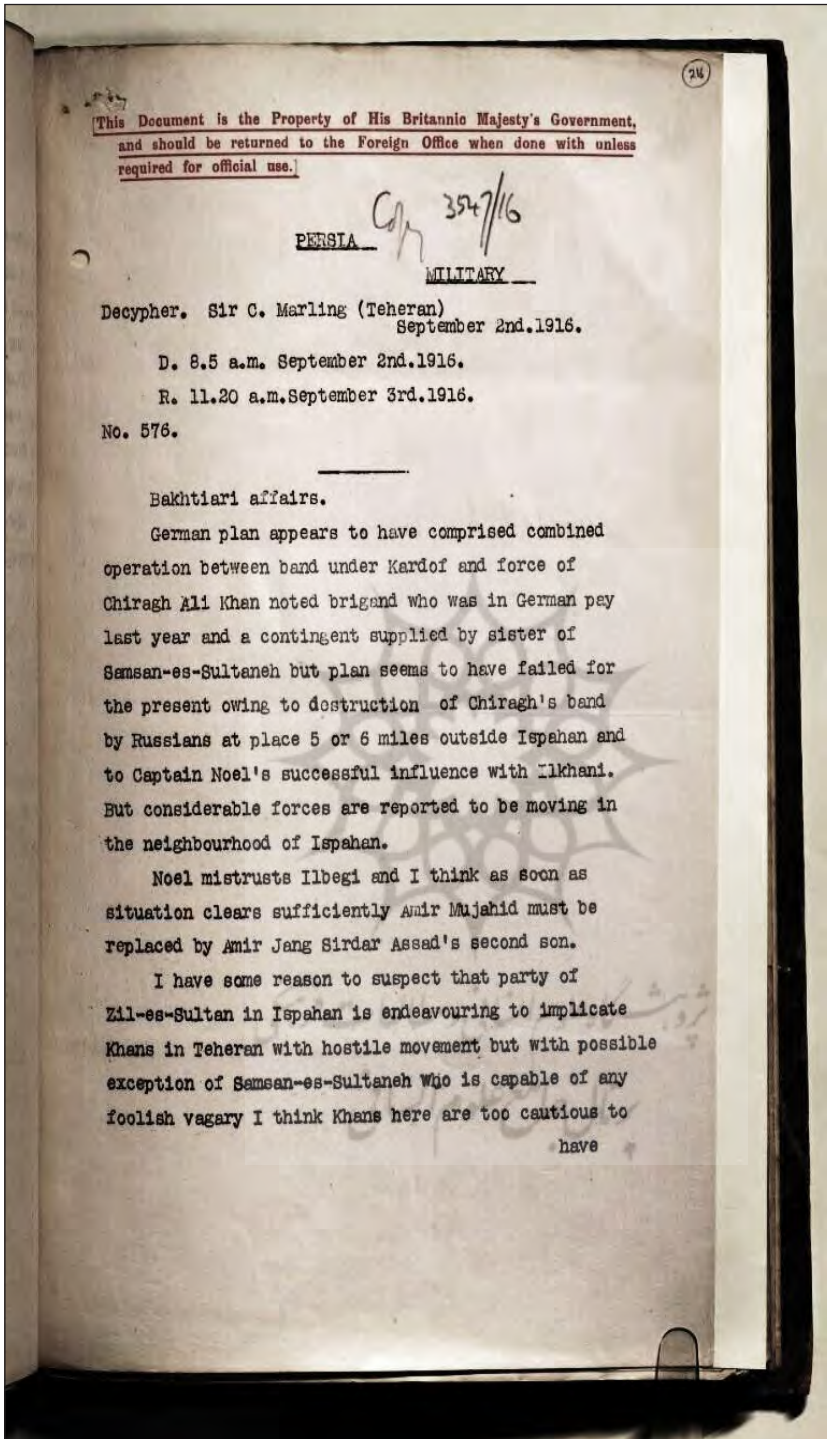 [This Document is the Property of His Britannic Majesty's Government,
and should be returned to the Foreign Office when done with unless
required for official use.]
Copy 3547/16
PERSIA
MILITARY
Decypher. Sir C. Marling (Teheran)
September 2nd.1916.
D. 8.5 a.m. September 2nd.1916.
R. 11.20 a.m.September 3rd.1916.
No. 576.
Bakhtiari affairs.
German plan appears to have comprised combined
operation between band under Kardof and force of
Chiragh Ali Khan noted brigand who was in German pay
last year and a contingent supplied by sister of
Samsan-es-Sultaneh but plan seems to have failed for
the present owing to destruction of Chiragh's band
by Russians at place 5 or 6 miles outside Ispahan and
to Captain Noel's successful influence with Ilkhani.
But considerable forces are reported to be moving in
the neighbourhood of Ispahan.
Noel mistrusts Ilbegi and I think as soon as
situation clears sufficiently Amir Mujahid must be
replaced by Amir Jang Sirdar Assad's second son.
I have some reason to suspect that party of
Zil-es-Sultan in Ispahan is endeavouring to implicate
Khans in Teheran with hostile movement but with possible
exception of Samsan-es-Sultaneh who is capable of any
foolish vagary I think Khans here are too cautious to
have